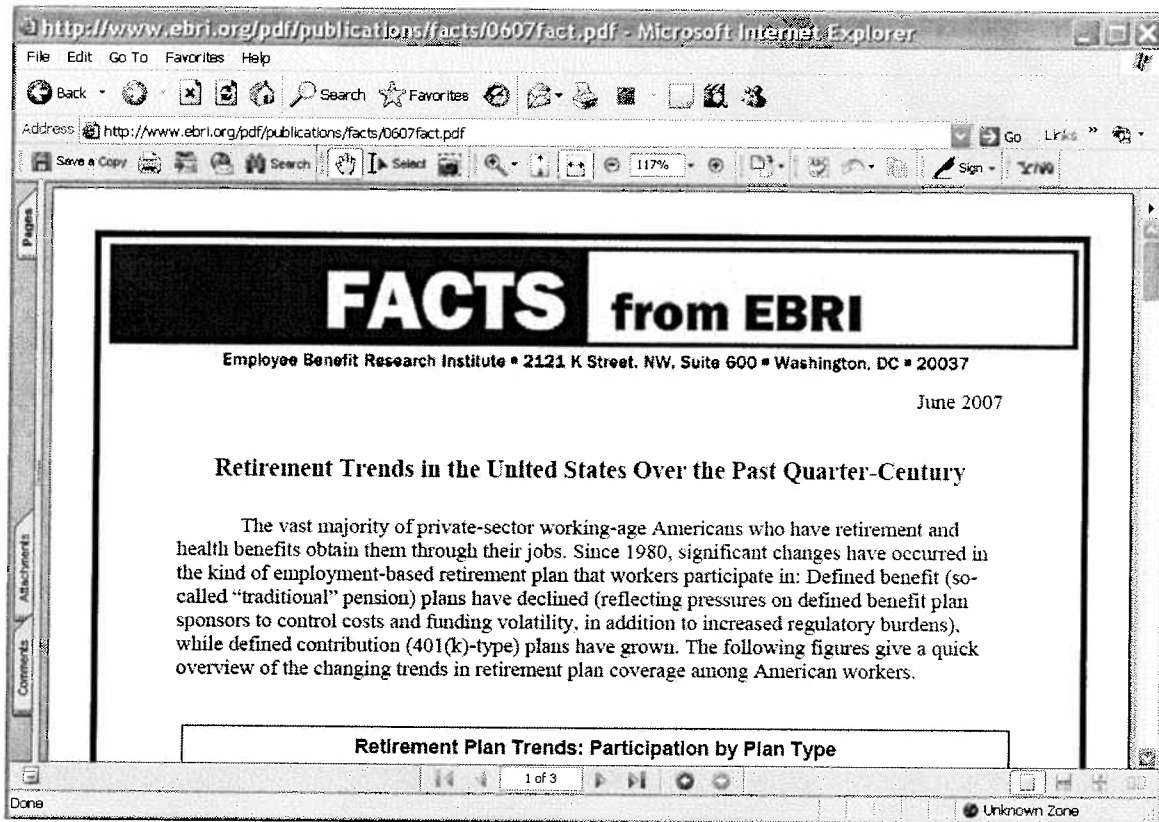 http://www.ebri.org/pdf/publications/facts/0607fact.pdf - Microsoft Internet Explorer
File Edit Go To Favorites Help
Back Search Favorites
Address http://www.ebri.org/pdf/publications/facts/0607fact.pdf Go Links »
Save a Copy Search Select 117% Sign
Pages
FACTS from EBRI
Employee Benefit Research Institute ▪ 2121 K Street, NW, Suite 600 ▪ Washington, DC ▪ 20037
June 2007
Retirement Trends in the United States Over the Past Quarter-Century
The vast majority of private-sector working-age Americans who have retirement and
health benefits obtain them through their jobs. Since 1980, significant changes have occurred in
the kind of employment-based retirement plan that workers participate in: Defined benefit (so-
called “traditional” pension) plans have declined (reflecting pressures on defined benefit plan
sponsors to control costs and funding volatility, in addition to increased regulatory burdens),
while defined contribution (401(k)-type) plans have grown. The following figures give a quick
overview of the changing trends in retirement plan coverage among American workers.
Attachments
Comments
Retirement Plan Trends: Participation by Plan Type
1 of 3
Done Unknown Zone